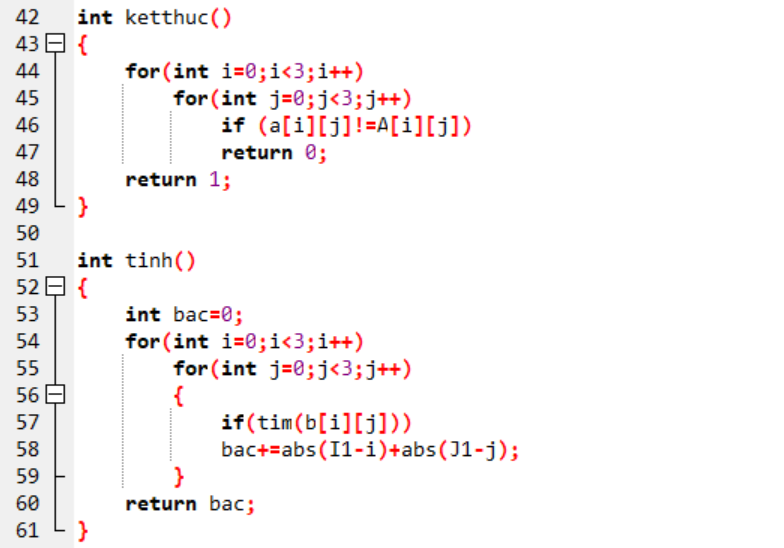 42 int ketthuc()
43 {
44 for(int i=0;i<3;i++)
45 for(int j=0;j<3;j++)
46 if (a[i][j]!=A[i][j])
47 return 0;
48 return 1;
49 }
50
51 int tinh()
52 {
53 int bac=0;
54 for(int i=0;i<3;i++)
55 for(int j=0;j<3;j++)
56 {
57 if(tim(b[i][j]))
58 bac+=abs(I1-i)+abs(J1-j);
59 }
60 return bac;
61 }